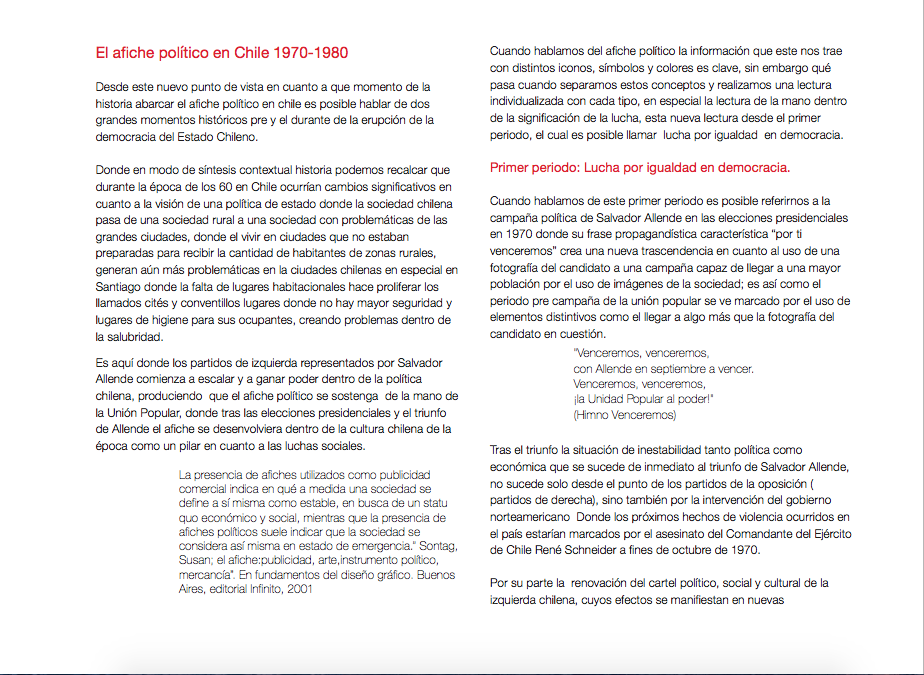 El afiche político en Chile 1970-1980
Desde este nuevo punto de vista en cuanto a que momento de la
historia abarcar el afiche político en chile es posible hablar de dos
grandes momentos históricos pre y el durante de la erupción de la
democracia del Estado Chileno.
Donde en modo de síntesis contextual historia podemos recalcar que
durante la época de los 60 en Chile ocurrían cambios significativos en
cuanto a la visión de una política de estado donde la sociedad chilena
pasa de una sociedad rural a una sociedad con problemáticas de las
grandes ciudades, donde el vivir en ciudades que no estaban
preparadas para recibir la cantidad de habitantes de zonas rurales,
generan aún más problemáticas en la ciudades chilenas en especial en
Santiago donde la falta de lugares habitacionales hace proliferar los
llamados cités y conventillos lugares donde no hay mayor seguridad y
lugares de higiene para sus ocupantes, creando problemas dentro de
la salubridad.
Es aquí donde los partidos de izquierda representados por Salvador
Allende comienza a escalar y a ganar poder dentro de la política
chilena, produciendo  que el afiche político se sostenga  de la mano de
la Unión Popular, donde tras las elecciones presidenciales y el triunfo
de Allende el afiche se desenvolviera dentro de la cultura chilena de la
época como un pilar en cuanto a las luchas sociales.
La presencia de afiches utilizados como publicidad
comercial indica en qué a medida una sociedad se
define a sí misma como estable, en busca de un statu
quo económico y social, mientras que la presencia de
afiches políticos suele indicar que la sociedad se
considera así misma en estado de emergencia." Sontag,
Susan; el afiche:publicidad, arte,instrumento político,
mercancía". En fundamentos del diseño gráfico. Buenos
Aires, editorial Infinito, 2001
Cuando hablamos del afiche político la información que este nos trae
con distintos iconos, símbolos y colores es clave, sin embargo qué
pasa cuando separamos estos conceptos y realizamos una lectura
individualizada con cada tipo, en especial la lectura de la mano dentro
de la significación de la lucha, esta nueva lectura desde el primer
periodo, el cual es posible llamar  lucha por igualdad  en democracia.
Primer periodo: Lucha por igualdad en democracia.
Cuando hablamos de este primer periodo es posible referirnos a la
campaña política de Salvador Allende en las elecciones presidenciales
en 1970 donde su frase propagandística característica "por ti
venceremos" crea una nueva trascendencia en cuanto al uso de una
fotografía del candidato a una campaña capaz de llegar a una mayor
población por el uso de imágenes de la sociedad; es así como el
periodo pre campaña de la unión popular se ve marcado por el uso de
elementos distintivos como el llegar a algo más que la fotografía del
candidato en cuestión.
"Venceremos, venceremos,
con Allende en septiembre a vencer.
Venceremos, venceremos,
¡la Unidad Popular al poder!"
(Himno Venceremos)
Tras el triunfo la situación de inestabilidad tanto política como
económica que se sucede de inmediato al triunfo de Salvador Allende,
no sucede solo desde el punto de los partidos de la oposición (
partidos de derecha), sino también por la intervención del gobierno
norteamericano  Donde los próximos hechos de violencia ocurridos en
el país estarían marcados por el asesinato del Comandante del Ejército
de Chile René Schneider a fines de octubre de 1970.
Por su parte la  renovación del cartel político, social y cultural de la
izquierda chilena, cuyos efectos se manifiestan en nuevas